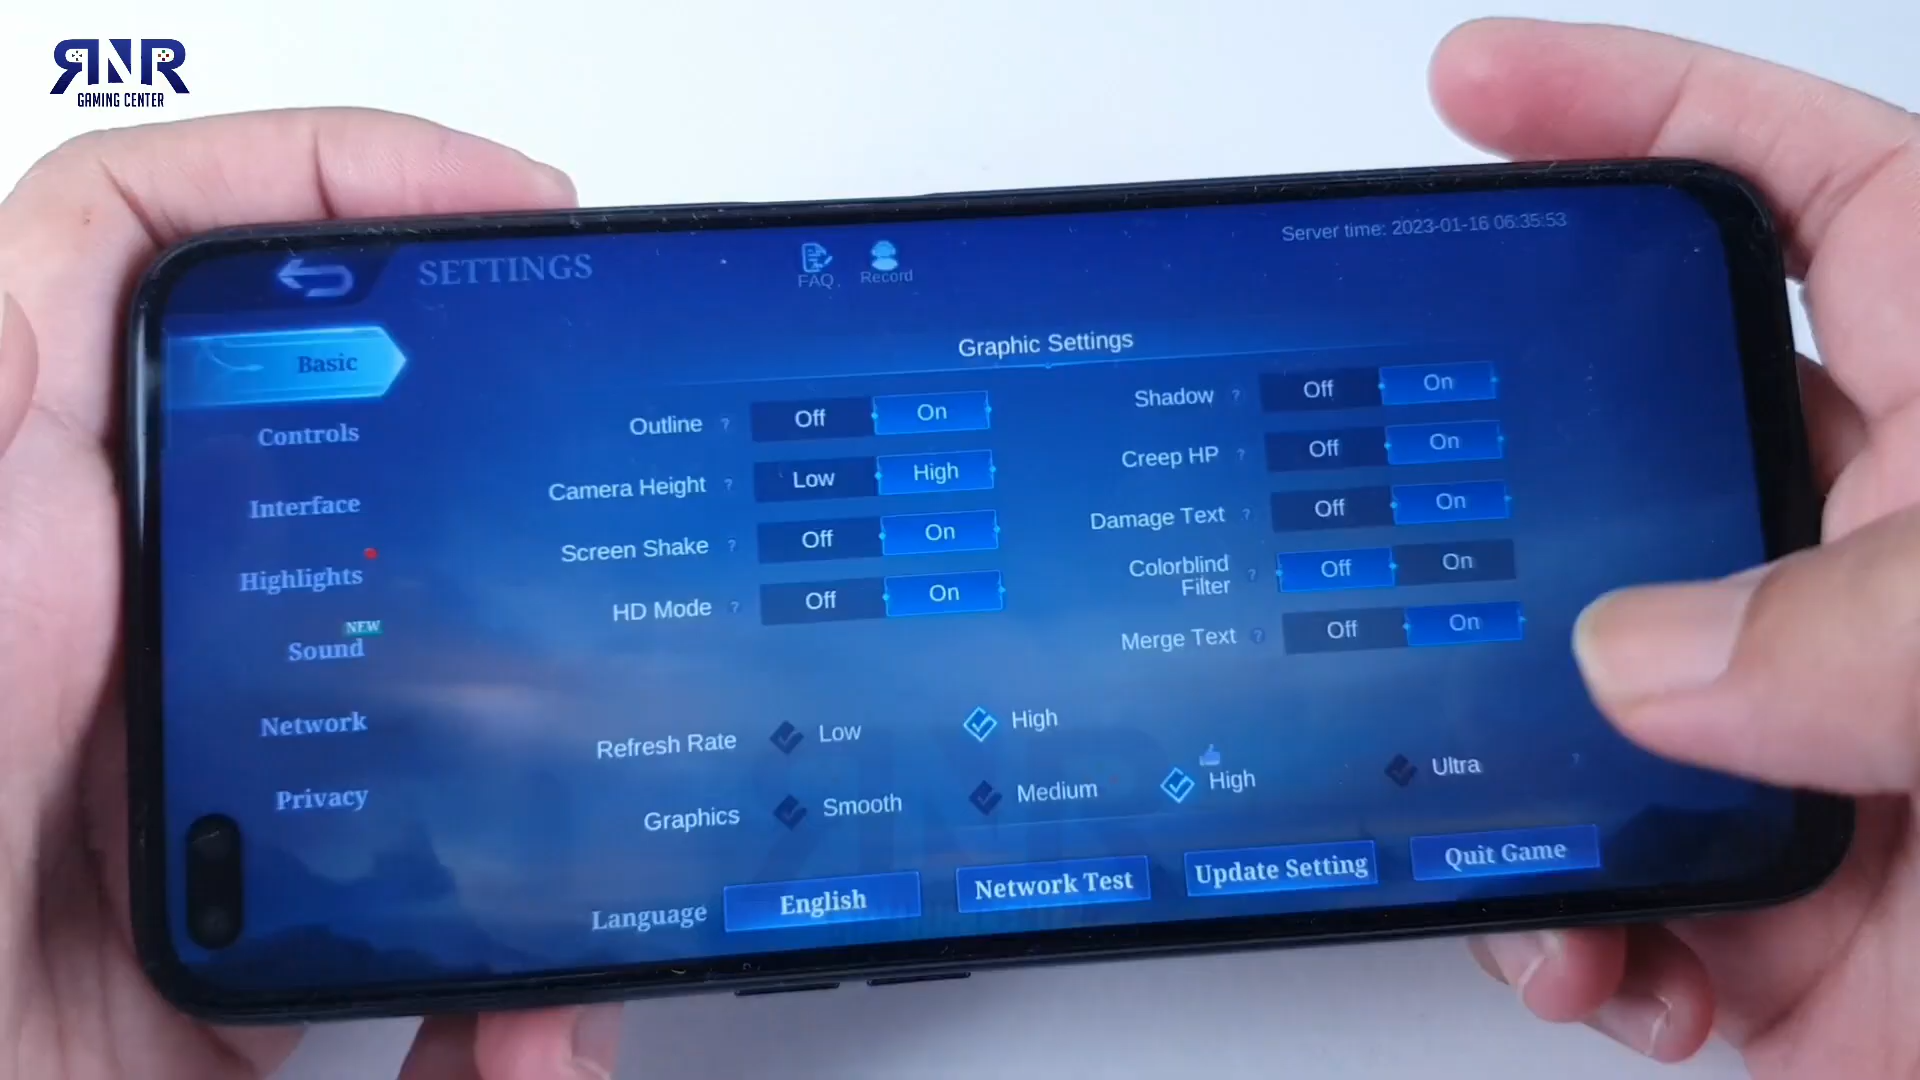 RNR
GAMING CENTER
SETTINGS
FAQ
Record
Server time: 2023-01-16 06:35:53
Basic
Controls
Interface
Highlights
NEW
Sound
Network
Privacy
Graphic Settings
Outline ? Off On
Camera Height ? Low High
Screen Shake ? Off On
HD Mode ? Off On
Shadow ? Off On
Creep HP ? Off On
Damage Text ? Off On
Colorblind
Filter ? Off On
Merge Text ? Off On
Refresh Rate Low High
Graphics Smooth Medium High Ultra ?
Language English Network Test Update Setting Quit Game
RNR